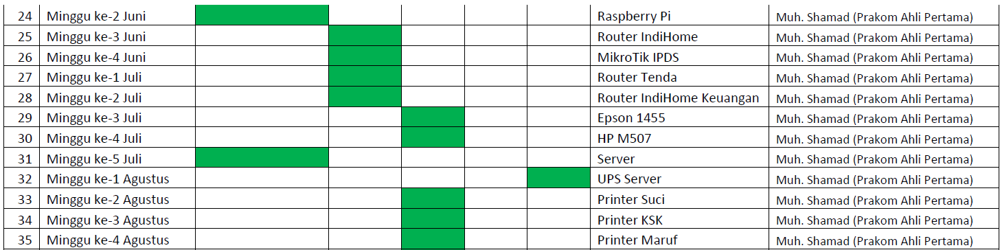 24 Minggu ke-2 Juni Raspberry Pi Muh. Shamad (Prakom Ahli Pertama)
25 Minggu ke-3 Juni Router IndiHome Muh. Shamad (Prakom Ahli Pertama)
26 Minggu ke-4 Juni MikroTik IPDS Muh. Shamad (Prakom Ahli Pertama)
27 Minggu ke-1 Juli Router Tenda Muh. Shamad (Prakom Ahli Pertama)
28 Minggu ke-2 Juli Router IndiHome Keuangan Muh. Shamad (Prakom Ahli Pertama)
29 Minggu ke-3 Juli Epson 1455 Muh. Shamad (Prakom Ahli Pertama)
30 Minggu ke-4 Juli HP M507 Muh. Shamad (Prakom Ahli Pertama)
31 Minggu ke-5 Juli Server Muh. Shamad (Prakom Ahli Pertama)
32 Minggu ke-1 Agustus UPS Server Muh. Shamad (Prakom Ahli Pertama)
33 Minggu ke-2 Agustus Printer Suci Muh. Shamad (Prakom Ahli Pertama)
34 Minggu ke-3 Agustus Printer KSK Muh. Shamad (Prakom Ahli Pertama)
35 Minggu ke-4 Agustus Printer Maruf Muh. Shamad (Prakom Ahli Pertama)